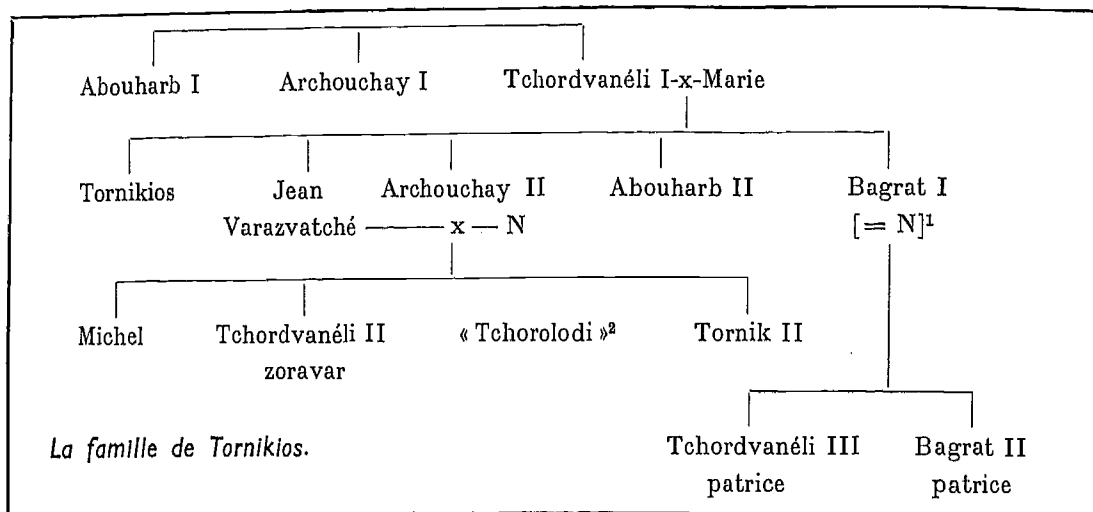 Abouharb I Archouchay I Tchordvanéli I-x-Marie
Tornikios Jean Archouchay II Abouharb II Bagrat I
Varazvatché — x — N [= N]¹
Michel Tchordvanéli II « Tchorolodi »² Tornik II
zoravar
Tchordvanéli III Bagrat II
La famille de Tornikios.
patrice patrice